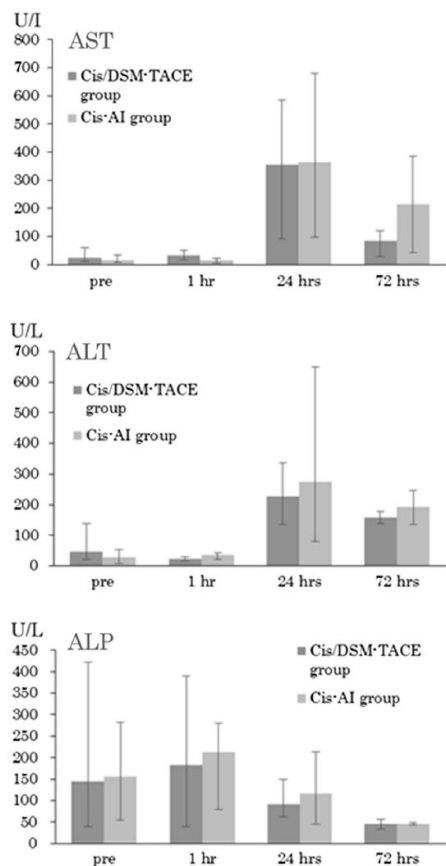 U/I
AST
Cis/DSM·TACE
group
Cis·AI group
800
700
600
500
400
300
200
100
0
pre 1 hr 24 hrs 72 hrs
U/L
ALT
Cis/DSM·TACE
group
Cis·AI group
700
600
500
400
300
200
100
0
pre 1 hr 24 hrs 72 hrs
U/L
ALP
Cis/DSM·TACE
group
Cis·AI group
450
400
350
300
250
200
150
100
50
0
pre 1 hr 24 hrs 72 hrs